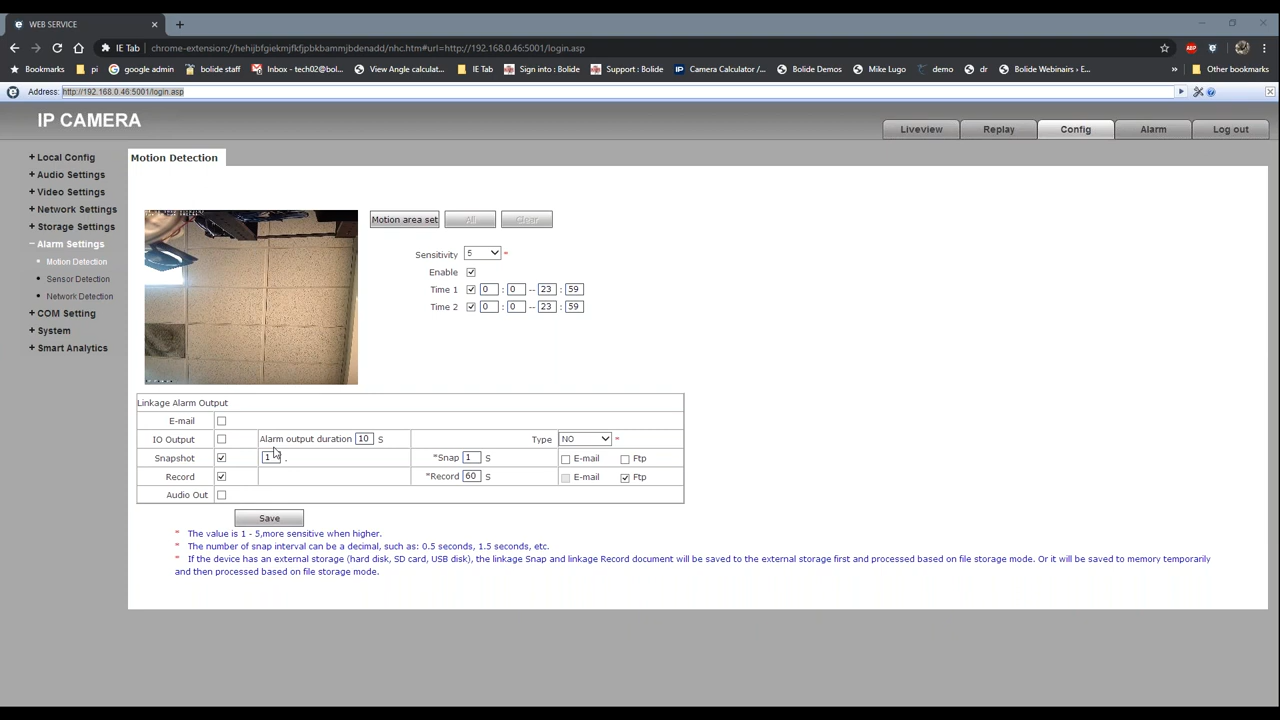 WEB SERVICE
IE Tab chrome-extension://hehijbfgiekmjfkfjpbkbammjbdenadd/nhc.htm#url=http://192.168.0.46:5001/login.asp
Bookmarks pi google admin bolide staff Inbox - tech02@bol... View Angle calculat... IE Tab Sign into : Bolide Support : Bolide Camera Calculator /... Bolide Demos Mike Lugo demo dr Bolide Webinairs › E... » Other bookmarks
Address: http://192.168.0.46:5001/login.asp
IP CAMERA
Liveview Replay Config Alarm Log out
+ Local Config
+ Audio Settings
+ Video Settings
+ Network Settings
+ Storage Settings
− Alarm Settings
Motion Detection
Sensor Detection
Network Detection
+ COM Setting
+ System
+ Smart Analytics
Motion Detection
Motion area set All Clear
Sensitivity 5 *
Enable
Time 1 0 : 0 -- 23 : 59
Time 2 0 : 0 -- 23 : 59
Linkage Alarm Output
E-mail
IO Output Alarm output duration 10 S Type NO *
Snapshot 1 . *Snap 1 S E-mail Ftp
Record *Record 60 S E-mail Ftp
Audio Out
Save
* The value is 1 - 5,more sensitive when higher.
* The number of snap interval can be a decimal, such as: 0.5 seconds, 1.5 seconds, etc.
* If the device has an external storage (hard disk, SD card, USB disk), the linkage Snap and linkage Record document will be saved to the external storage first and processed based on file storage mode. Or it will be saved to memory temporarily
and then processed based on file storage mode.